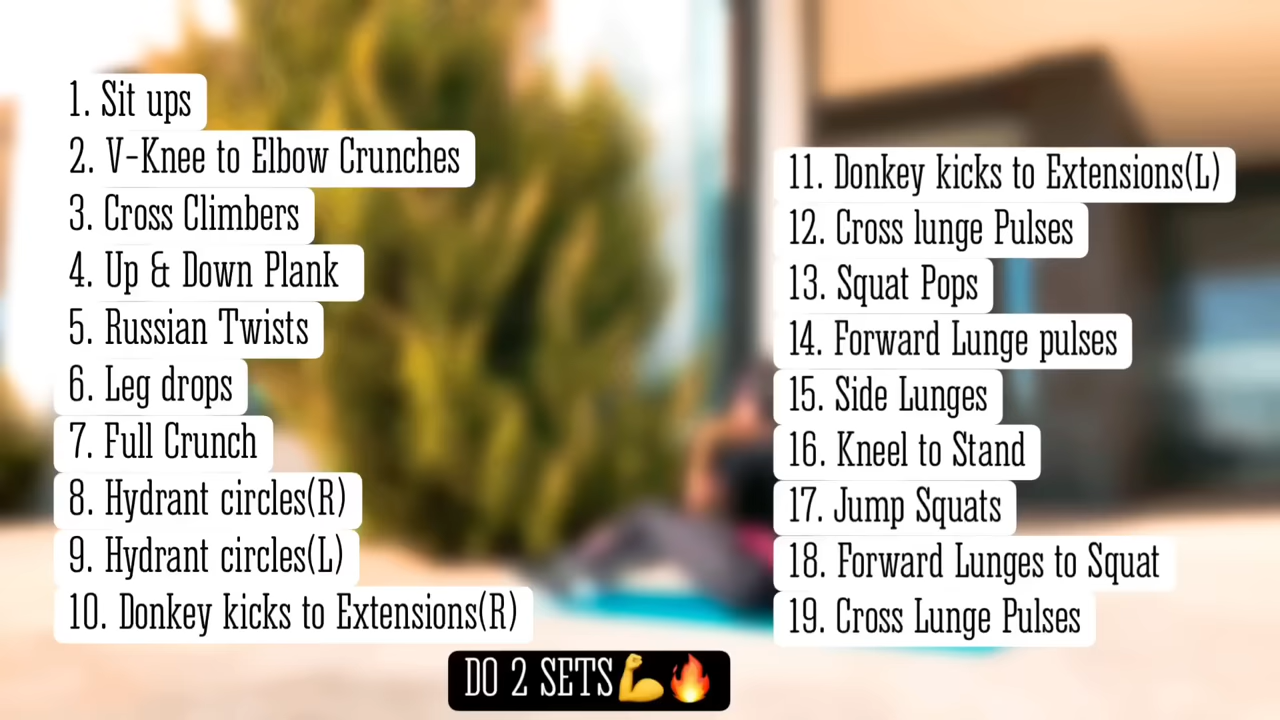 1. Sit ups
2. V-Knee to Elbow Crunches
3. Cross Climbers
4. Up & Down Plank
5. Russian Twists
6. Leg drops
7. Full Crunch
8. Hydrant circles(R)
9. Hydrant circles(L)
10. Donkey kicks to Extensions(R)
11. Donkey kicks to Extensions(L)
12. Cross lunge Pulses
13. Squat Pops
14. Forward Lunge pulses
15. Side Lunges
16. Kneel to Stand
17. Jump Squats
18. Forward Lunges to Squat
19. Cross Lunge Pulses
DO 2 SETS💪🔥